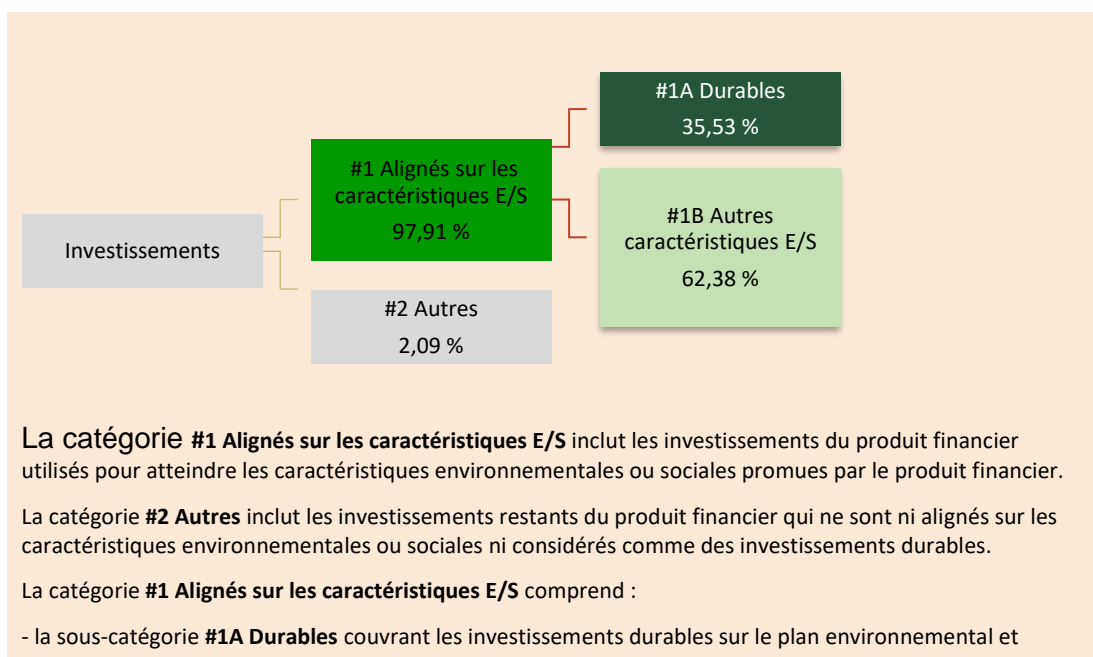 #1A Durables
35,53 %
#1 Alignés sur les
caractéristiques E/S
97,91 %
#1B Autres
caractéristiques E/S
62,38 %
Investissements
#2 Autres
2,09 %
La catégorie #1 Alignés sur les caractéristiques E/S inclut les investissements du produit financier
utilisés pour atteindre les caractéristiques environnementales ou sociales promues par le produit financier.
La catégorie #2 Autres inclut les investissements restants du produit financier qui ne sont ni alignés sur les
caractéristiques environnementales ou sociales ni considérés comme des investissements durables.
La catégorie #1 Alignés sur les caractéristiques E/S comprend :
- la sous-catégorie #1A Durables couvrant les investissements durables sur le plan environnemental et